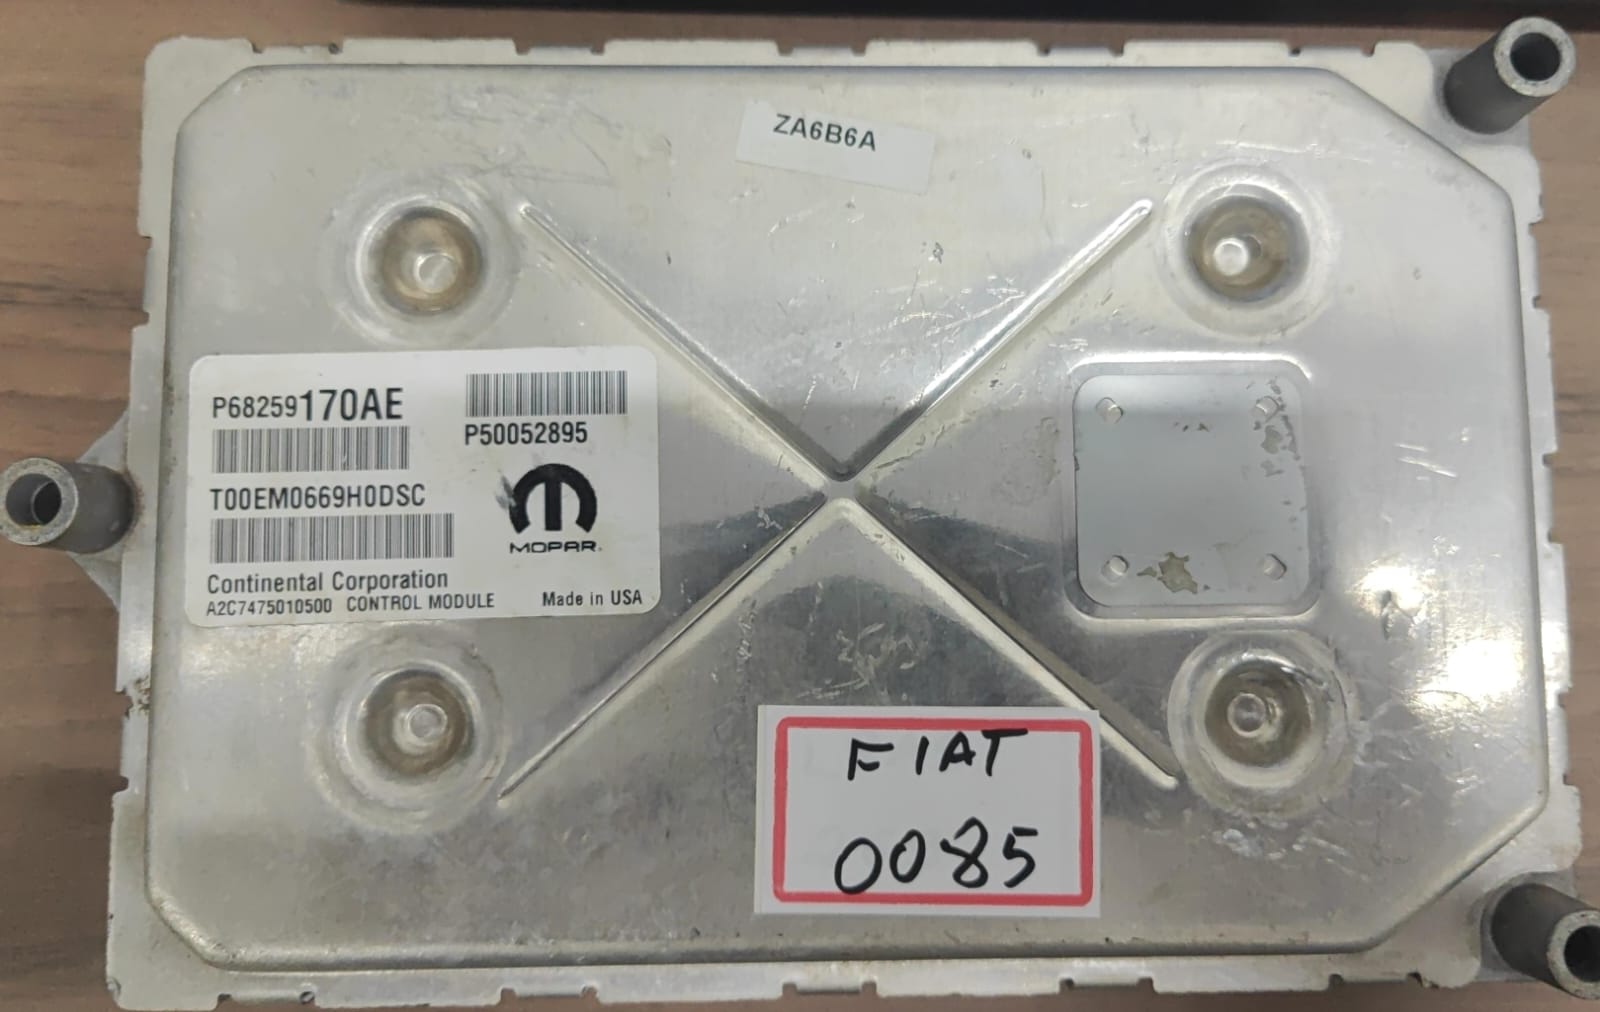 ZA6B6A
P68259170AE
P50052895
T00EM0669H0DSC
MOPAR®
Continental Corporation
A2C7475010500 CONTROL MODULE Made in USA
FIAT
0085